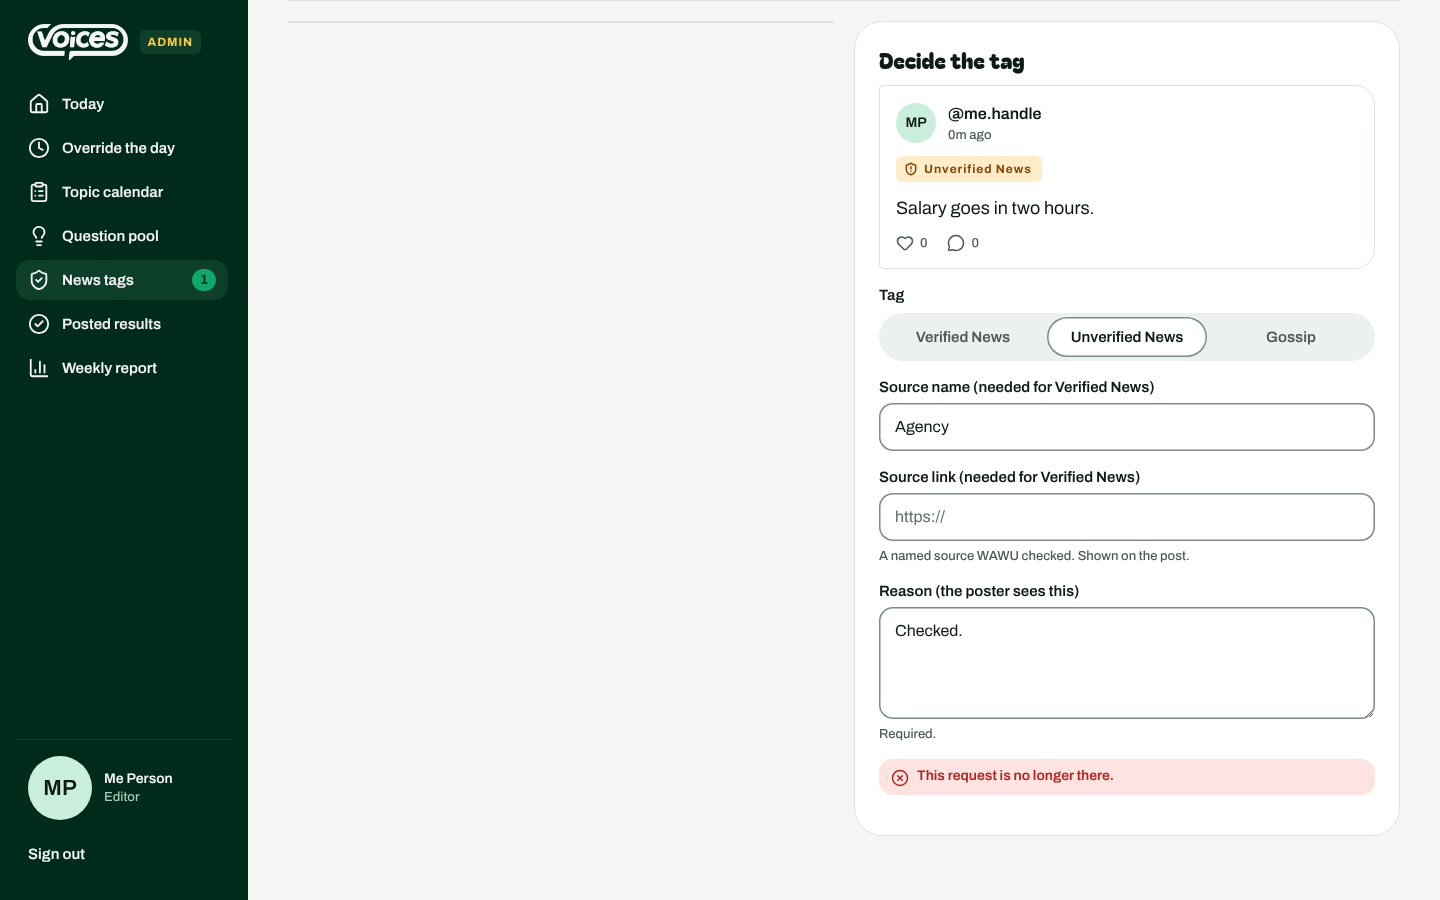 Voices
ADMIN
Today
Override the day
Topic calendar
Question pool
News tags
1
Posted results
Weekly report
MP
Me Person
Editor
Sign out
Decide the tag
MP
@me.handle
0m ago
Unverified News
Salary goes in two hours.
0
0
Tag
Verified News
Unverified News
Gossip
Source name (needed for Verified News)
Agency
Source link (needed for Verified News)
https://
A named source WAWU checked. Shown on the post.
Reason (the poster sees this)
Checked.
Required.
This request is no longer there.